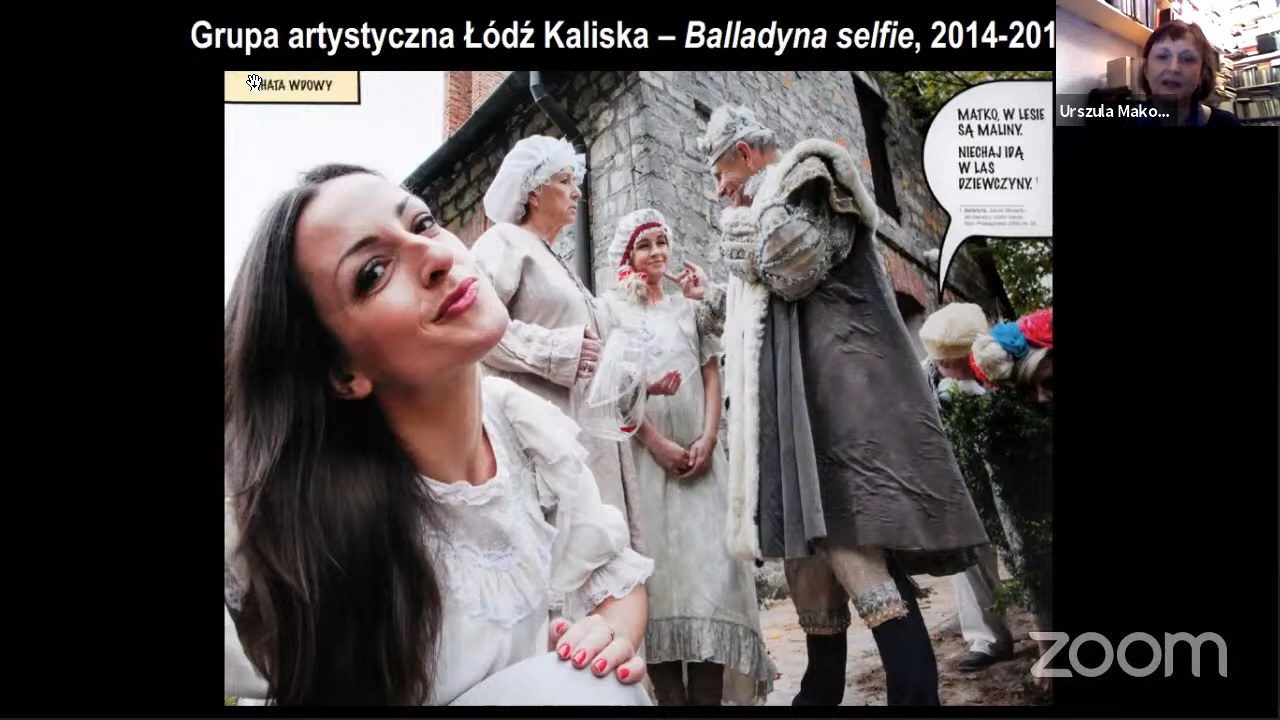 Grupa artystyczna Łódź Kaliska – Balladyna selfie, 2014-201
HATA WDOWY
MATKO, W LESIE
SĄ MALINY.
NIECHAJ IDĄ
W LAS
DZIEWCZYNY. 1
Urszula Mako...
zoom